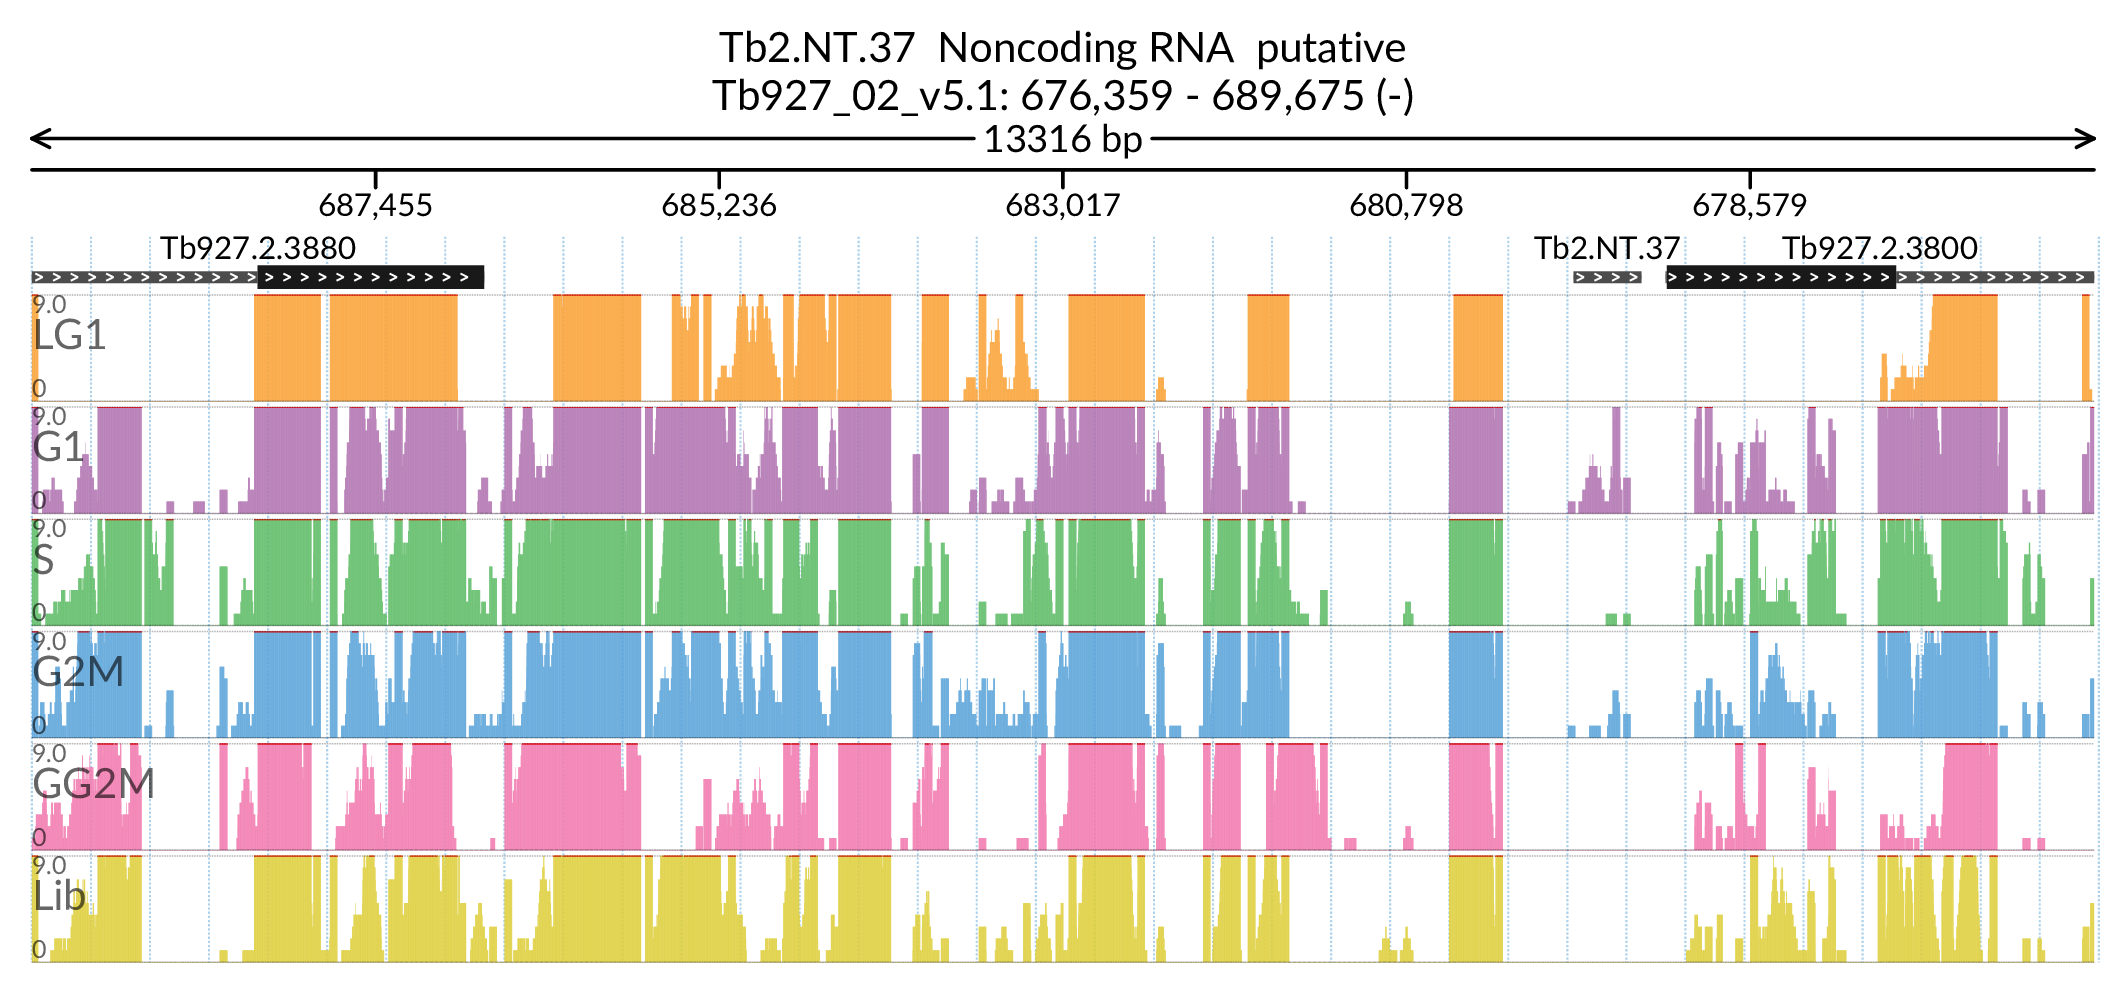 Tb2.NT.37 Noncoding RNA putative
Tb927_02_v5.1: 676,359 - 689,675 (-)
13316 bp
687,455 685,236 683,017 680,798 678,579
Tb927.2.3880 Tb2.NT.37 Tb927.2.3800
9.0
LG1
0
9.0
G1
0
9.0
S
0
9.0
G2M
0
9.0
GG2M
0
9.0
Lib
0